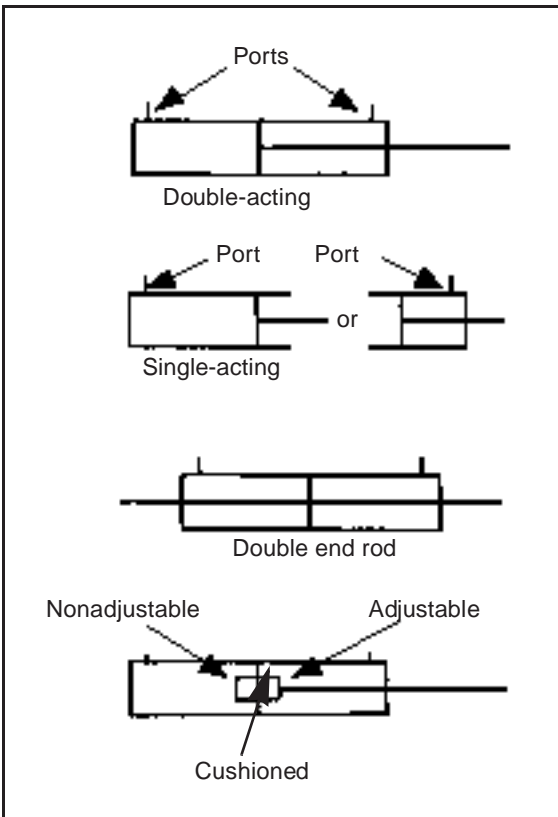 Ports
Double-acting
Port Port
or
Single-acting
Double end rod
Nonadjustable Adjustable
Cushioned